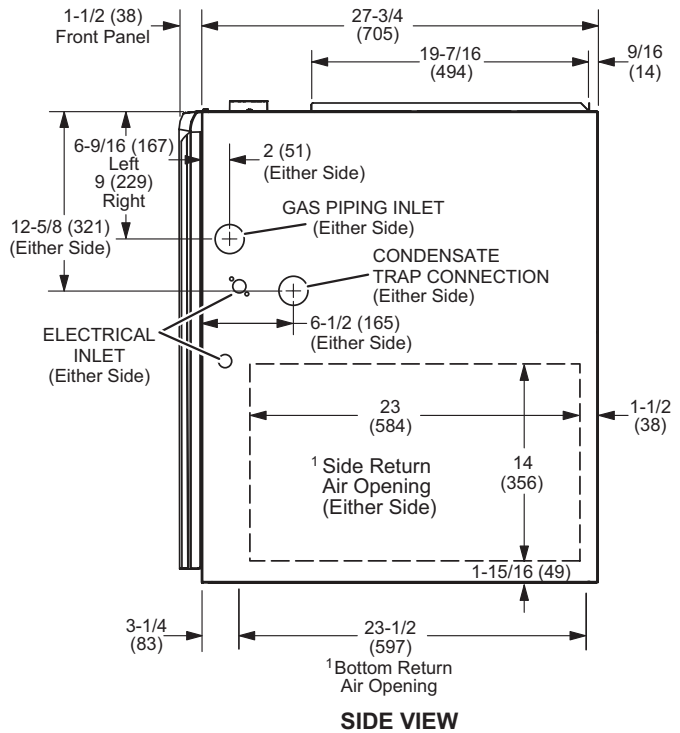 1-1/2 (38)
Front Panel
27-3/4
(705)
19-7/16
(494)
9/16
(14)
6-9/16 (167)
Left
9 (229)
Right
2 (51)
(Either Side)
12-5/8 (321)
(Either Side)
GAS PIPING INLET
(Either Side)
CONDENSATE
TRAP CONNECTION
(Either Side)
6-1/2 (165)
(Either Side)
ELECTRICAL
INLET
(Either Side)
23
(584)
1-1/2
(38)
1 Side Return
Air Opening
(Either Side)
14
(356)
1-15/16 (49)
3-1/4
(83)
23-1/2
(597)
1 Bottom Return
Air Opening
SIDE VIEW